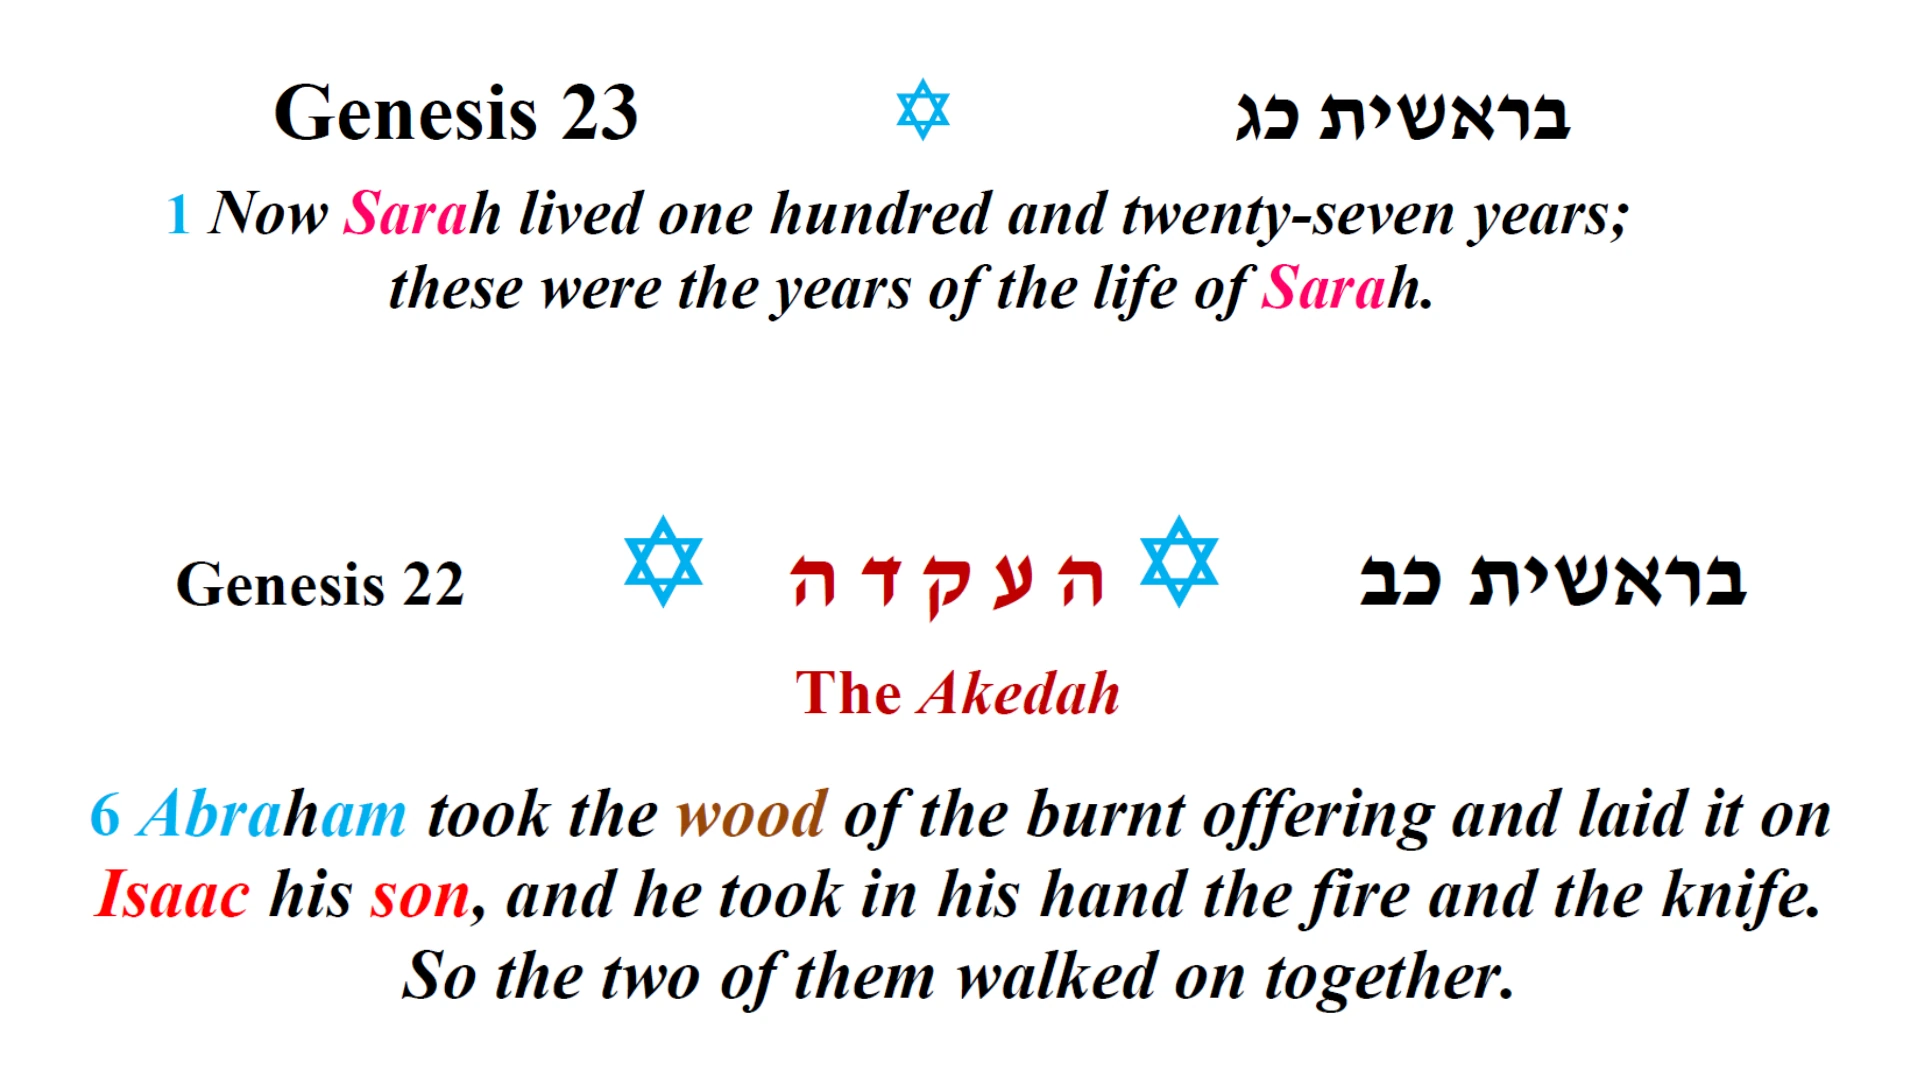 Genesis 23 ✡ בראשית כג
1 Now Sarah lived one hundred and twenty-seven years;
these were the years of the life of Sarah.
Genesis 22 ✡ ה ע ק ד ה ✡ בראשית כב
The Akedah
6 Abraham took the wood of the burnt offering and laid it on
Isaac his son, and he took in his hand the fire and the knife.
So the two of them walked on together.